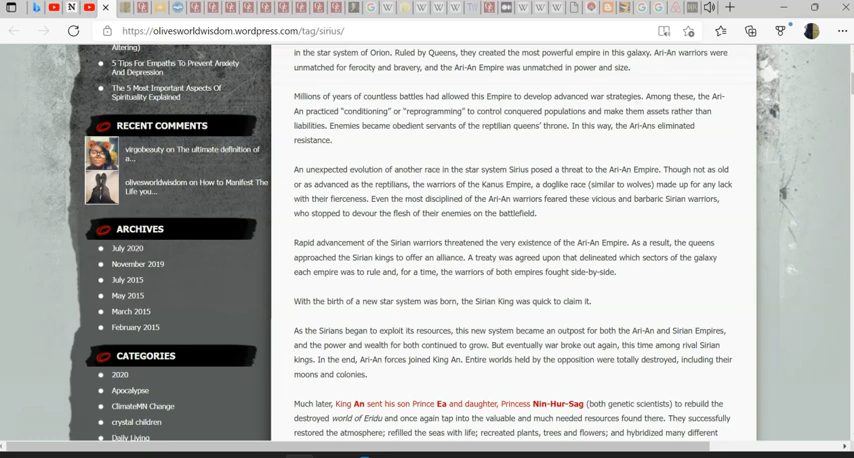 https://olivesworldwisdom.wordpress.com/tag/sirius/
Altering)
5 Tips For Empaths To Prevent Anxiety
And Depression
The 5 Most Important Aspects Of
Spirituality Explained
RECENT COMMENTS
virgobeauty on The ultimate definition of
a...
olivesworldwisdom on How to Manifest The
Life you...
ARCHIVES
July 2020
November 2019
July 2015
May 2015
March 2015
February 2015
CATEGORIES
2020
Apocalypse
ClimateMN Change
crystal children
Daily Living
in the star system of Orion. Ruled by Queens, they created the most powerful empire in this galaxy. Ari-An warriors were
unmatched for ferocity and bravery, and the Ari-An Empire was unmatched in power and size.
Millions of years of countless battles had allowed this Empire to develop advanced war strategies. Among these, the Ari-
An practiced “conditioning” or “reprogramming” to control conquered populations and make them assets rather than
liabilities. Enemies became obedient servants of the reptilian queens’ throne. In this way, the Ari-Ans eliminated
resistance.
An unexpected evolution of another race in the star system Sirius posed a threat to the Ari-An Empire. Though not as old
or as advanced as the reptilians, the warriors of the Kanus Empire, a doglike race (similar to wolves) made up for any lack
with their fierceness. Even the most disciplined of the Ari-An warriors feared these vicious and barbaric Sirian warriors,
who stopped to devour the flesh of their enemies on the battlefield.
Rapid advancement of the Sirian warriors threatened the very existence of the Ari-An Empire. As a result, the queens
approached the Sirian kings to offer an alliance. A treaty was agreed upon that delineated which sectors of the galaxy
each empire was to rule and, for a time, the warriors of both empires fought side-by-side.
With the birth of a new star system was born, the Sirian King was quick to claim it.
As the Sirians began to exploit its resources, this new system became an outpost for both the Ari-An and Sirian Empires,
and the power and wealth for both continued to grow. But eventually war broke out again, this time among rival Sirian
kings. In the end, Ari-An forces joined King An. Entire worlds held by the opposition were totally destroyed, including their
moons and colonies.
Much later, King An sent his son Prince Ea and daughter, Princess Nin-Hur-Sag (both genetic scientists) to rebuild the
destroyed world of Eridu and once again tap into the valuable and much needed resources found there. They successfully
restored the atmosphere; refilled the seas with life; recreated plants, trees and flowers; and hybridized many different